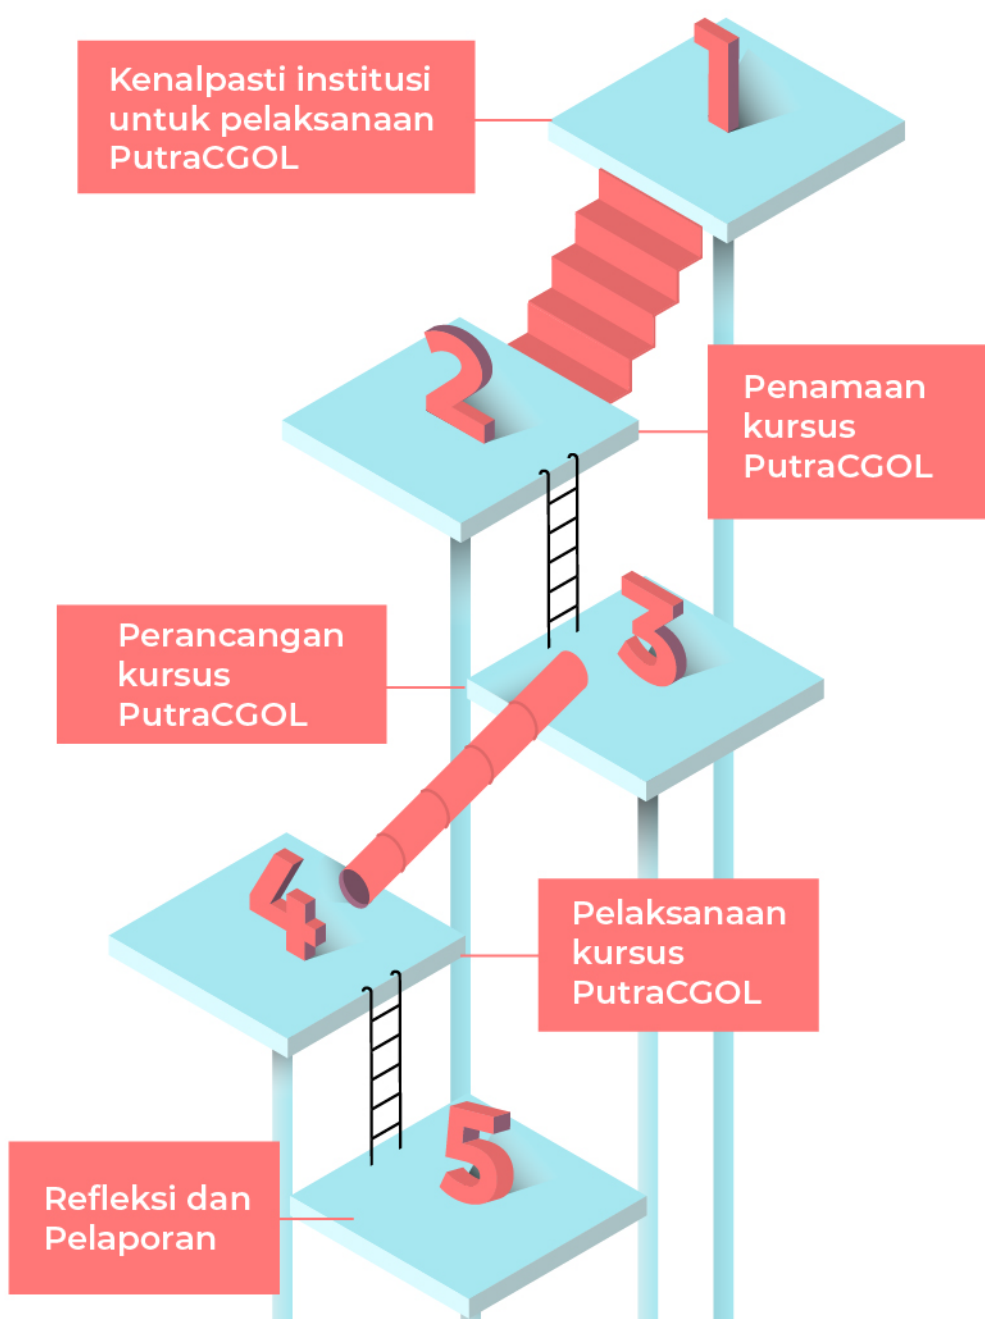 1
Kenalpasti institusi
untuk pelaksanaan
PutraCGOL
2
Penamaan
kursus
PutraCGOL
3
Perancangan
kursus
PutraCGOL
4
Pelaksanaan
kursus
PutraCGOL
5
Refleksi dan
Pelaporan